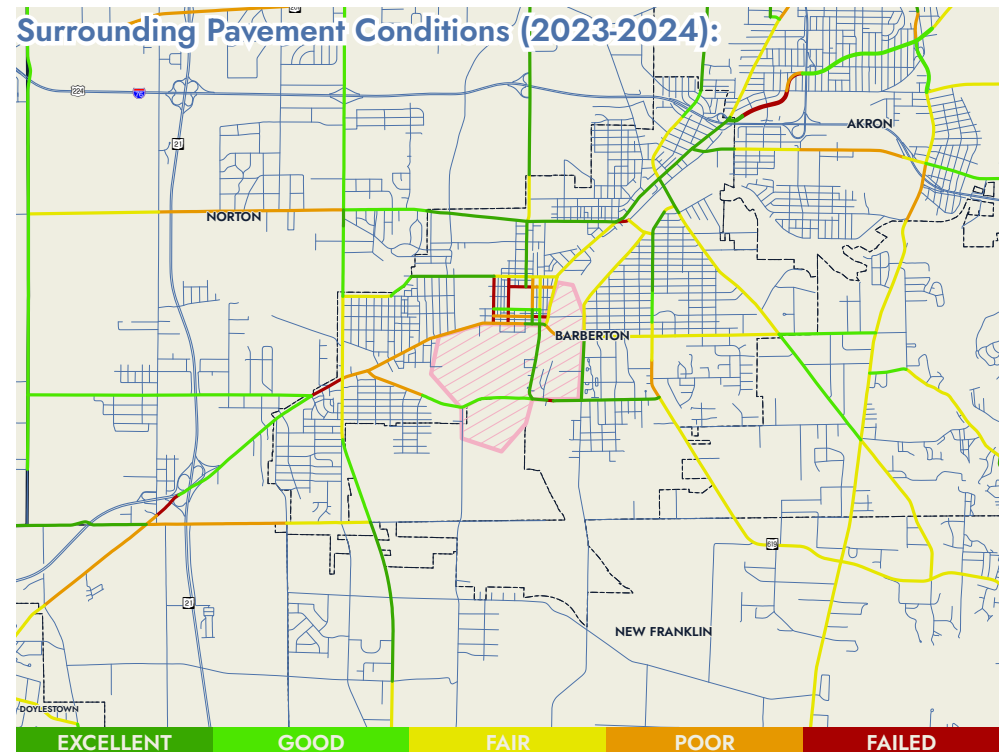 Surrounding Pavement Conditions (2023-2024):
224
76
21
AKRON
NORTON
BARBERTON
619
21
NEW FRANKLIN
DOYLESTOWN
EXCELLENT GOOD FAIR POOR FAILED